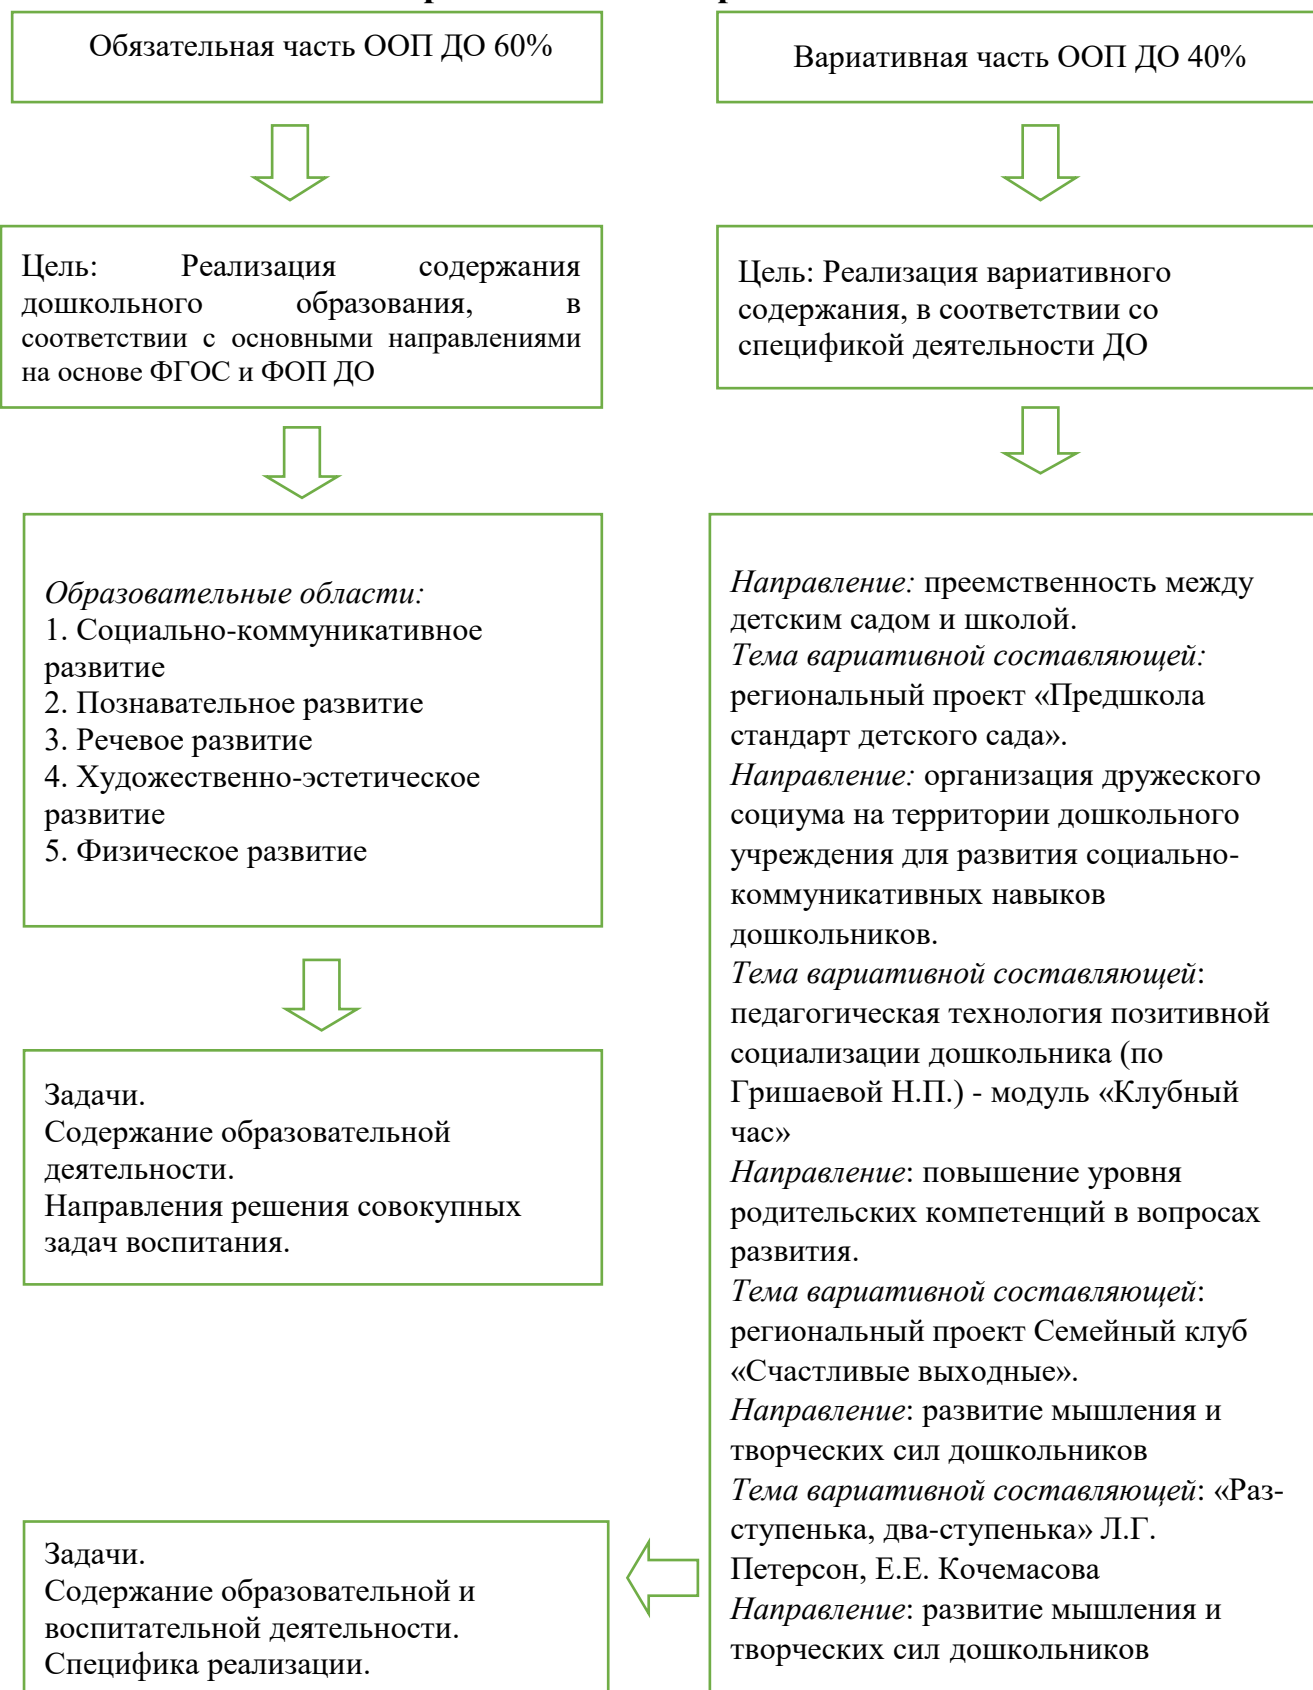 Обязательная часть ООП ДО 60%
Вариативная часть ООП ДО 40%
Цель: Реализация содержания
дошкольного образования, в
соответствии с основными направлениями
на основе ФГОС и ФОП ДО
Цель: Реализация вариативного
содержания, в соответствии со
спецификой деятельности ДО
Образовательные области:
1. Социально-коммуникативное
развитие
2. Познавательное развитие
3. Речевое развитие
4. Художественно-эстетическое
развитие
5. Физическое развитие
Задачи.
Содержание образовательной
деятельности.
Направления решения совокупных
задач воспитания.
Направление: преемственность между
детским садом и школой.
Тема вариативной составляющей:
региональный проект «Предшкола
стандарт детского сада».
Направление: организация дружеского
социума на территории дошкольного
учреждения для развития социально-
коммуникативных навыков
дошкольников.
Тема вариативной составляющей:
педагогическая технология позитивной
социализации дошкольника (по
Гришаевой Н.П.) - модуль «Клубный
час»
Направление: повышение уровня
родительских компетенций в вопросах
развития.
Тема вариативной составляющей:
региональный проект Семейный клуб
«Счастливые выходные».
Направление: развитие мышления и
творческих сил дошкольников
Тема вариативной составляющей: «Раз-
ступенька, два-ступенька» Л.Г.
Петерсон, Е.Е. Кочемасова
Направление: развитие мышления и
творческих сил дошкольников
Задачи.
Содержание образовательной и
воспитательной деятельности.
Специфика реализации.